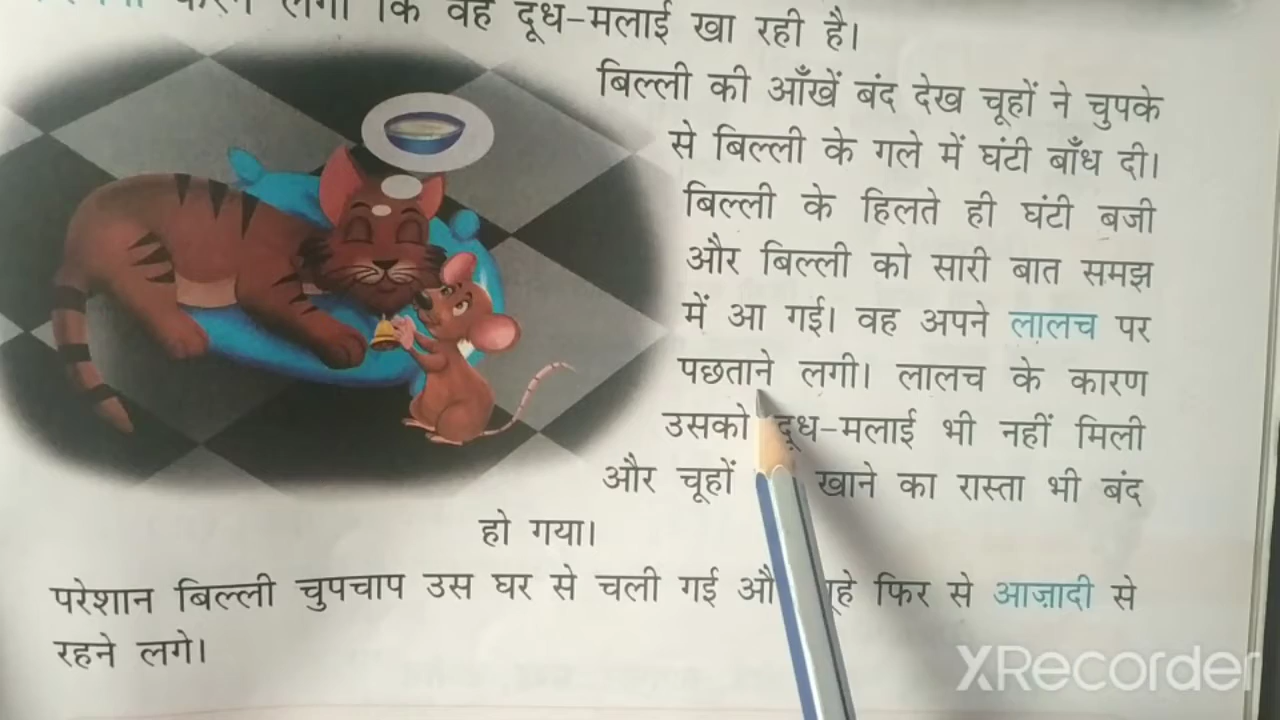 लगी कि वह दूध-मलाई खा रही है।
बिल्ली की आँखें बंद देख चूहों ने चुपके
से बिल्ली के गले में घंटी बाँध दी।
बिल्ली के हिलते ही घंटी बजी
और बिल्ली को सारी बात समझ
में आ गई। वह अपने लालच पर
पछताने लगी। लालच के कारण
उसको दूध-मलाई भी नहीं मिली
और चूहों खाने का रास्ता भी बंद
हो गया।
परेशान बिल्ली चुपचाप उस घर से चली गई फिर से आज़ादी से
रहने लगे।
XRecorder